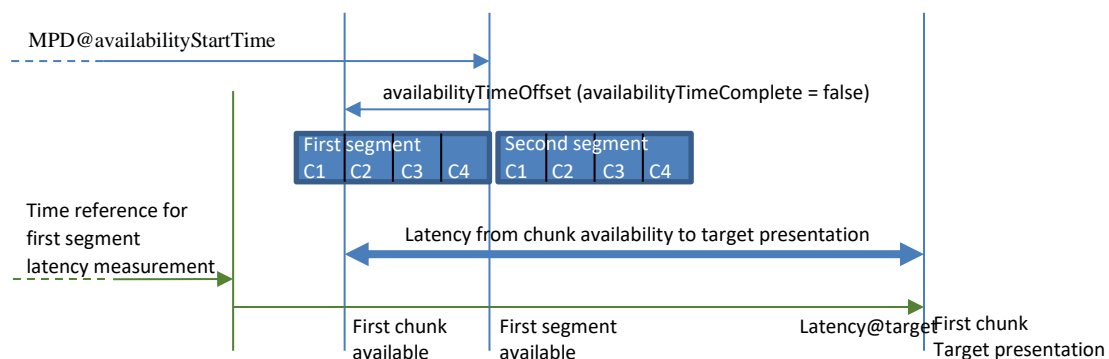 MPD@availabilityStartTime
availabilityTimeOffset (availabilityTimeComplete = false)
First segment
C1 C2 C3 C4
Second segment
C1 C2 C3 C4
Time reference for
first segment
latency measurement
Latency from chunk availability to target presentation
First chunk
available
First segment
available
Latency@target
First chunk
Target presentation